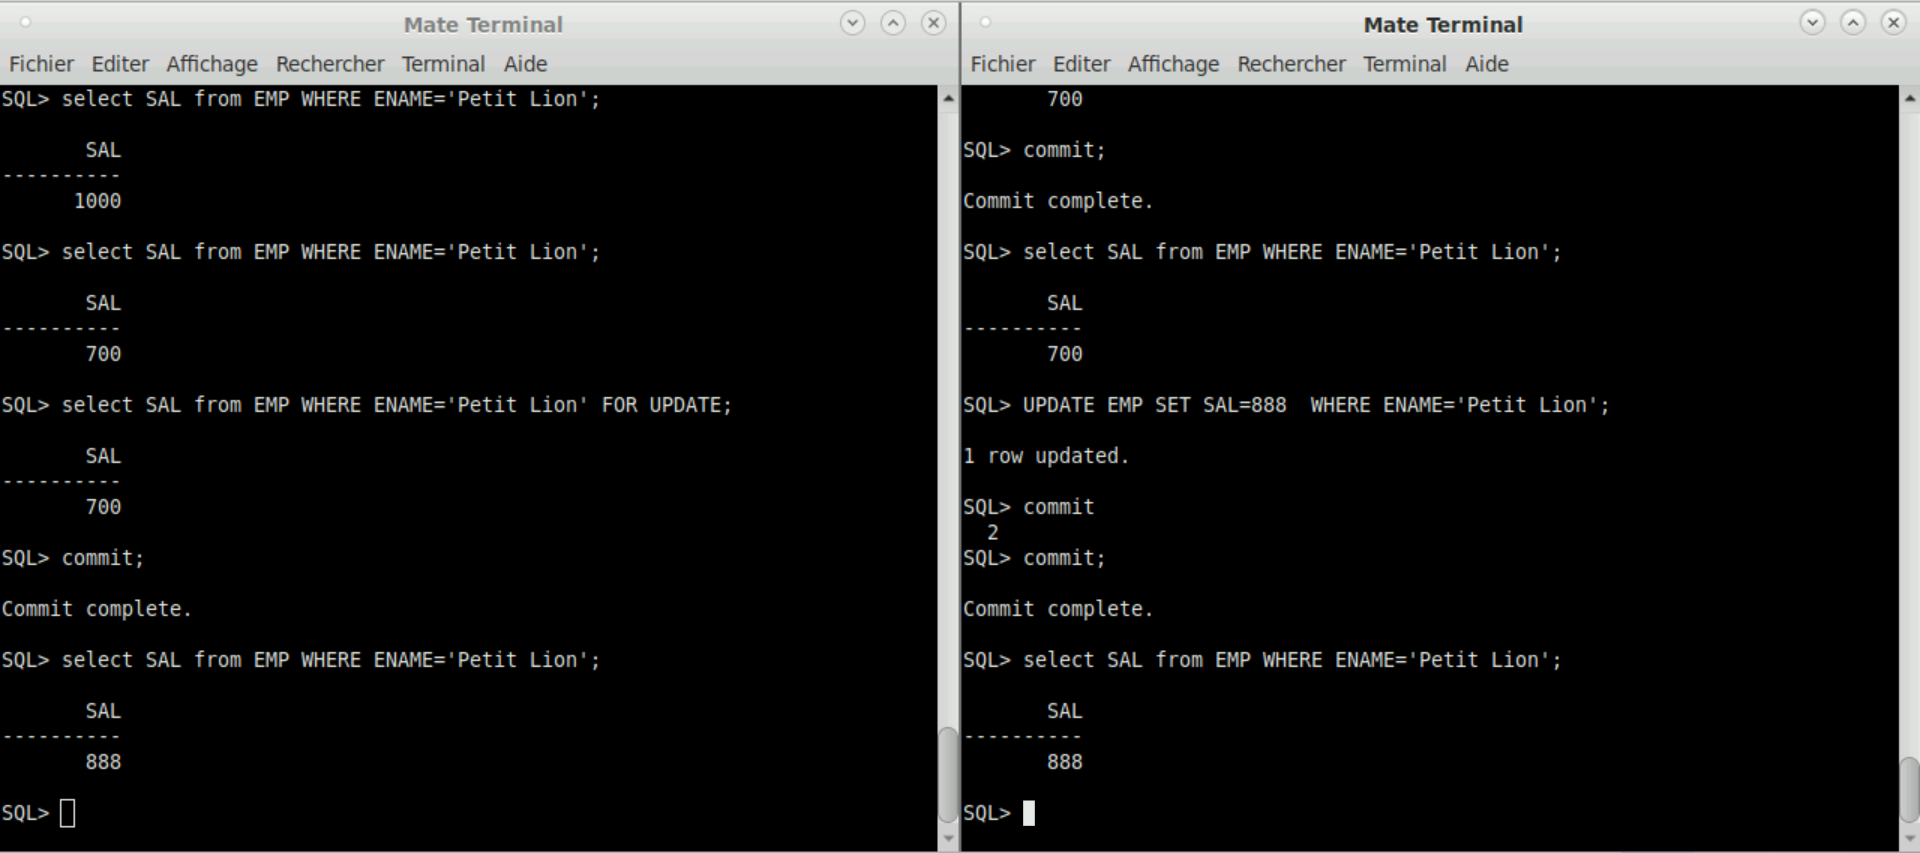 Mate Terminal
Fichier Editer Affichage Rechercher Terminal Aide
SQL> select SAL from EMP WHERE ENAME='Petit Lion';
SAL
----------
1000
SQL> select SAL from EMP WHERE ENAME='Petit Lion';
SAL
----------
700
SQL> select SAL from EMP WHERE ENAME='Petit Lion' FOR UPDATE;
SAL
----------
700
SQL> commit;
Commit complete.
SQL> select SAL from EMP WHERE ENAME='Petit Lion';
SAL
----------
888
SQL>
Mate Terminal
Fichier Editer Affichage Rechercher Terminal Aide
700
SQL> commit;
Commit complete.
SQL> select SAL from EMP WHERE ENAME='Petit Lion';
SAL
----------
700
SQL> UPDATE EMP SET SAL=888  WHERE ENAME='Petit Lion';
1 row updated.
SQL> commit
2
SQL> commit;
Commit complete.
SQL> select SAL from EMP WHERE ENAME='Petit Lion';
SAL
----------
888
SQL>